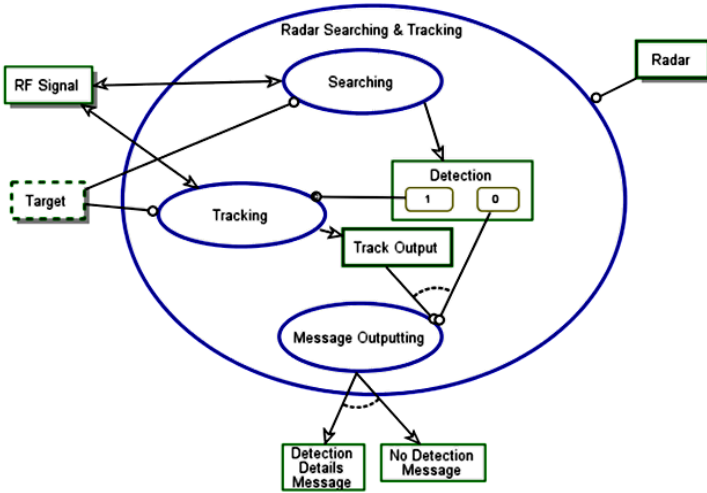 Radar Searching & Tracking
Radar
RF Signal
Searching
Detection
1 0
Target
Tracking
Track Output
Message Outputting
Detection
Details
Message
No Detection
Message